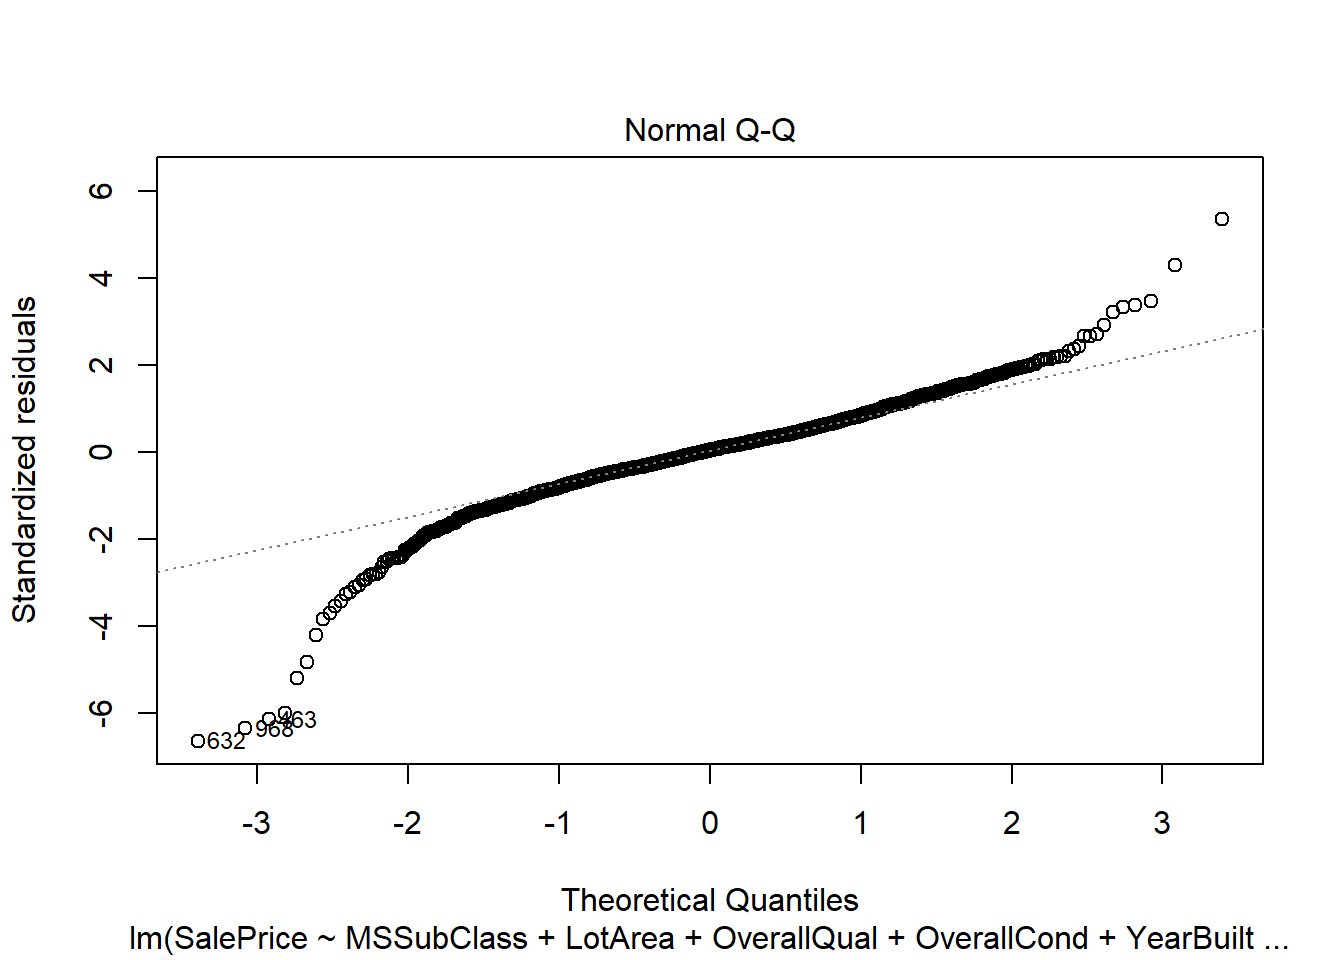 Normal Q-Q
Standardized residuals
6
4
2
0
-2
-4
-6
463
968
632
-3 -2 -1 0 1 2 3
Theoretical Quantiles
lm(SalePrice ~ MSSubClass + LotArea + OverallQual + OverallCond + YearBuilt ...